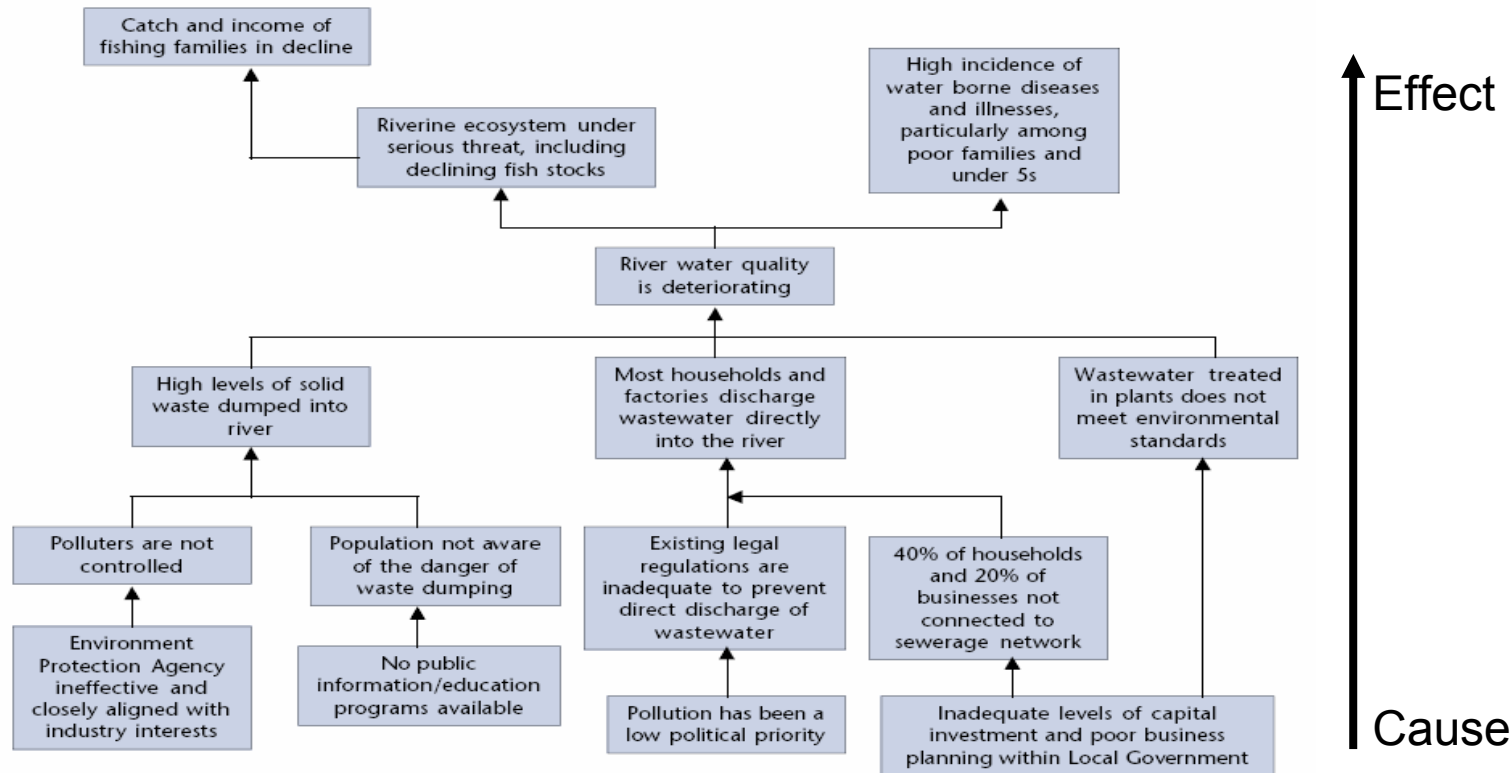 Catch and income of
fishing families in decline
High incidence of
water borne diseases
and illnesses,
particularly among
poor families and
under 5s
Effect
Riverine ecosystem under
serious threat, including
declining fish stocks
River water quality
is deteriorating
High levels of solid
waste dumped into
river
Most households and
factories discharge
wastewater directly
into the river
Wastewater treated
in plants does not
meet environmental
standards
Polluters are not
controlled
Population not aware
of the danger of
waste dumping
Existing legal
regulations are
inadequate to prevent
direct discharge of
wastewater
40% of households
and 20% of
businesses not
connected to
sewerage network
Environment
Protection Agency
ineffective and
closely aligned with
industry interests
No public
information/education
programs available
Pollution has been a
low political priority
Inadequate levels of capital
investment and poor business
planning within Local Government
Cause